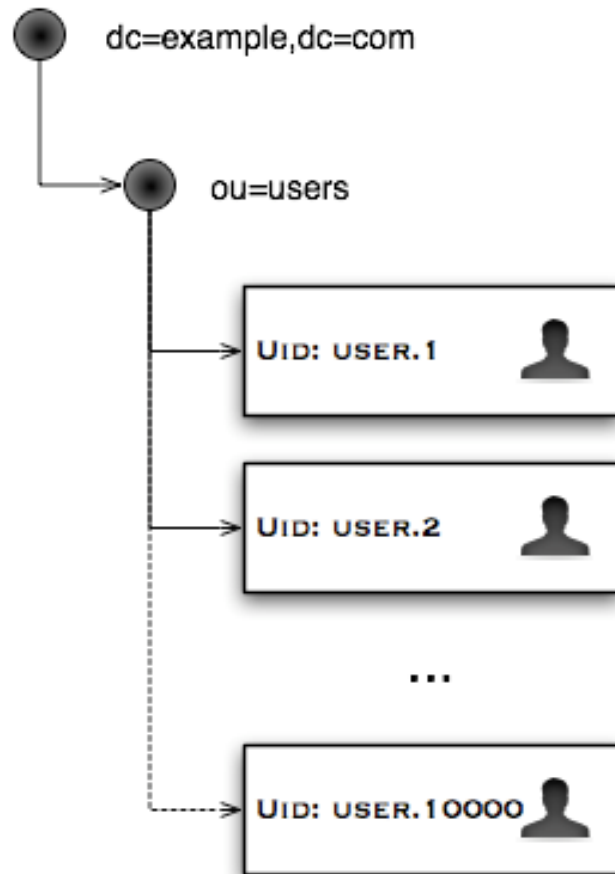 dc=example,dc=com
ou=users
UID: USER.1
UID: USER.2
...
UID: USER.10000